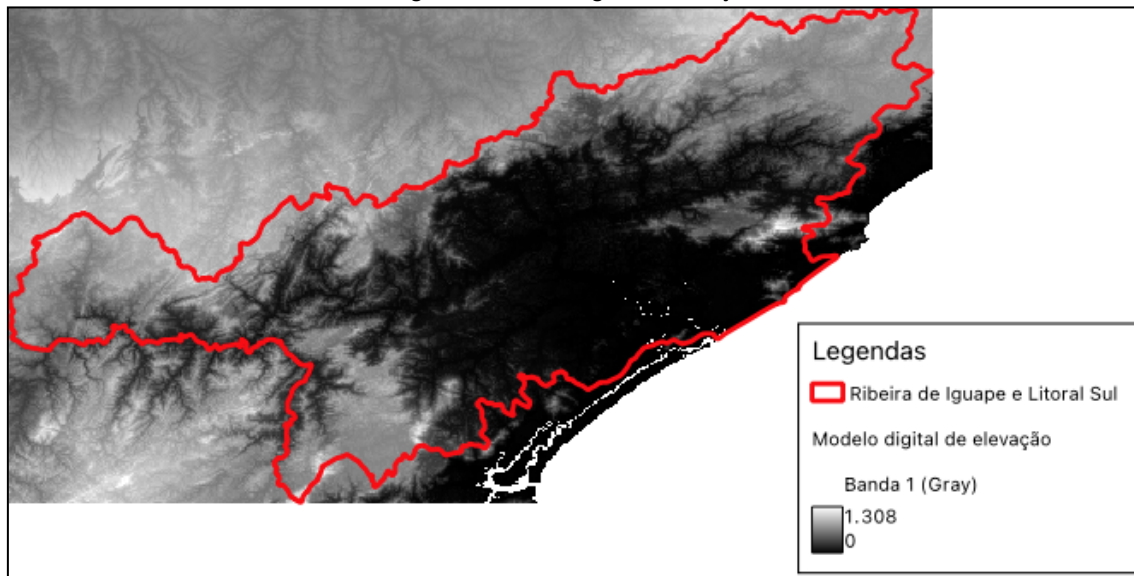 Legendas
Ribeira de Iguape e Litoral Sul
Modelo digital de elevação
Banda 1 (Gray)
1.308
0